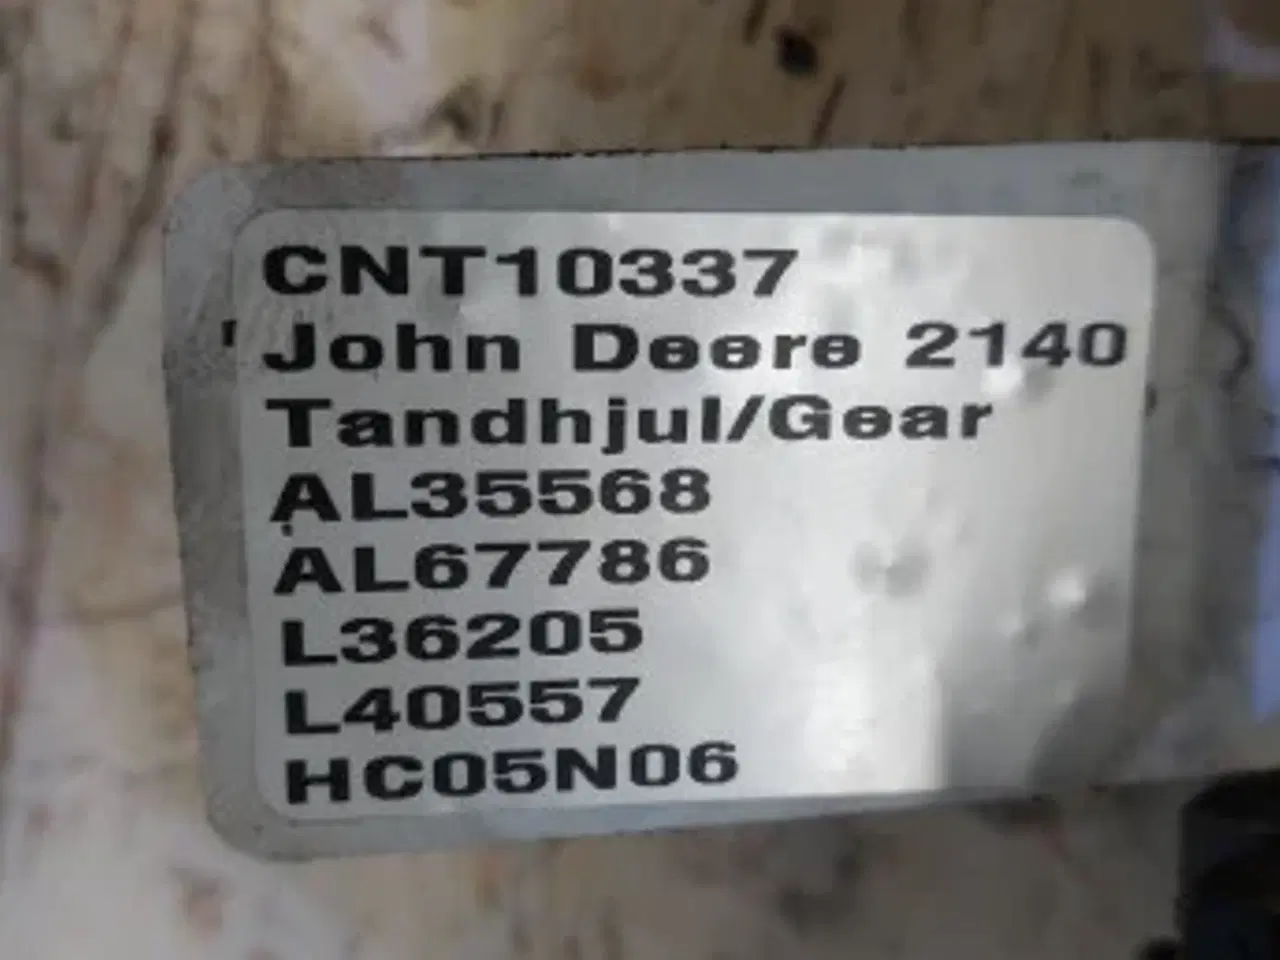 CNT10337
John Deere 2140
Tandhjul/Gear
AL35568
AL67786
L36205
L40557
HC05N06